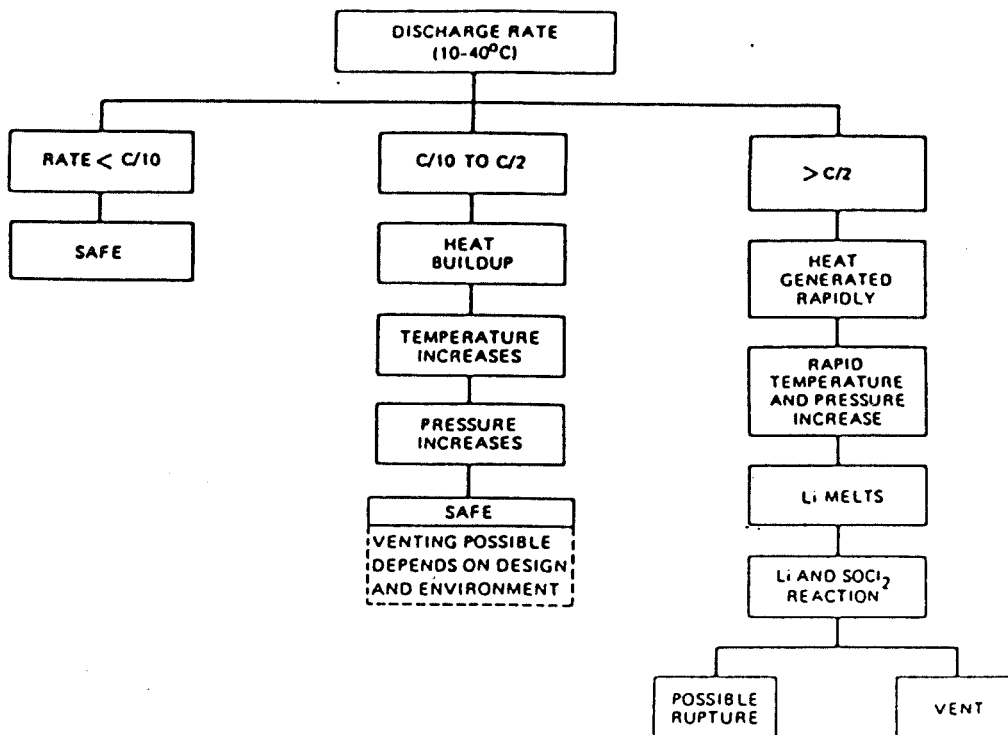 DISCHARGE RATE
(10-40°C)
RATE < C/10
SAFE
C/10 TO C/2
HEAT
BUILDUP
TEMPERATURE
INCREASES
PRESSURE
INCREASES
SAFE
VENTING POSSIBLE
DEPENDS ON DESIGN
AND ENVIRONMENT
> C/2
HEAT
GENERATED
RAPIDLY
RAPID
TEMPERATURE
AND PRESSURE
INCREASE
Li MELTS
Li AND SOCl₂
REACTION
POSSIBLE
RUPTURE
VENT